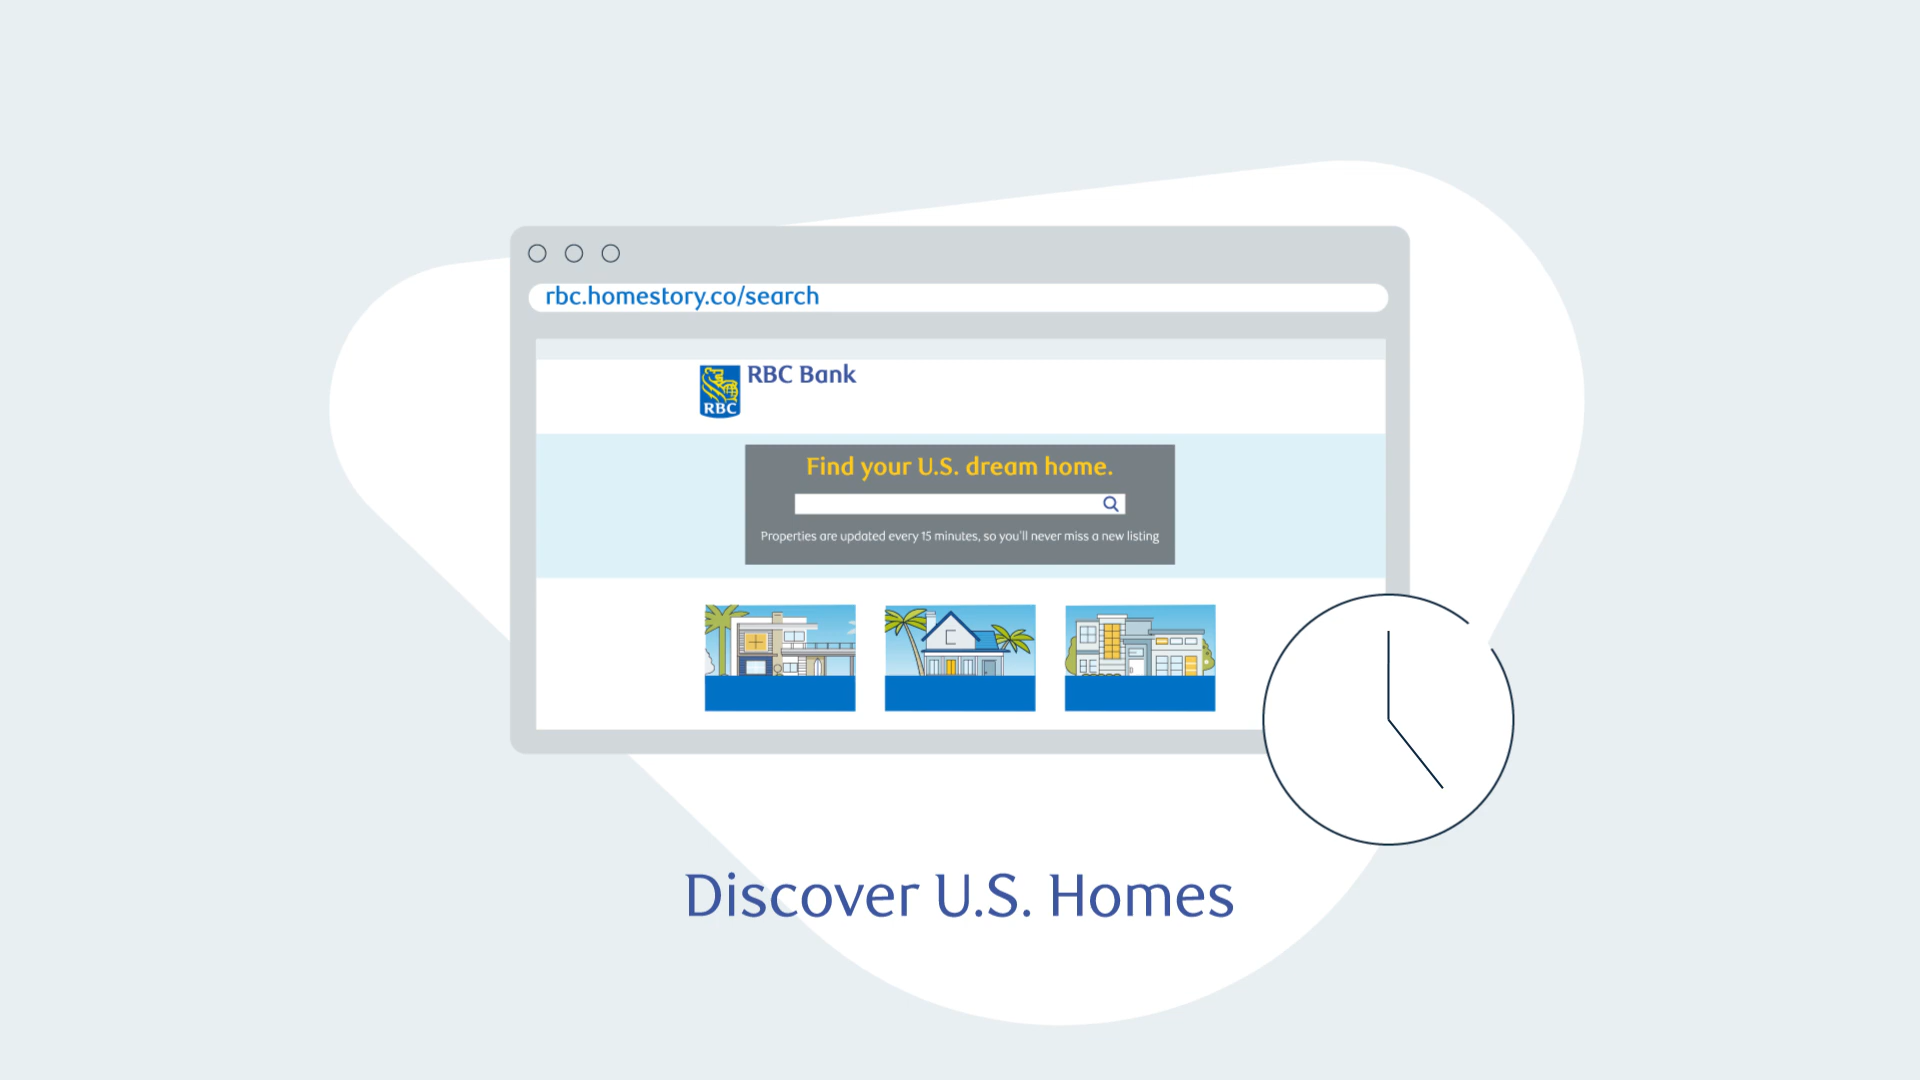 rbc.homestory.co/search
RBC Bank
RBC
Find your U.S. dream home.
Properties are updated every 15 minutes, so you'll never miss a new listing
Discover U.S. Homes